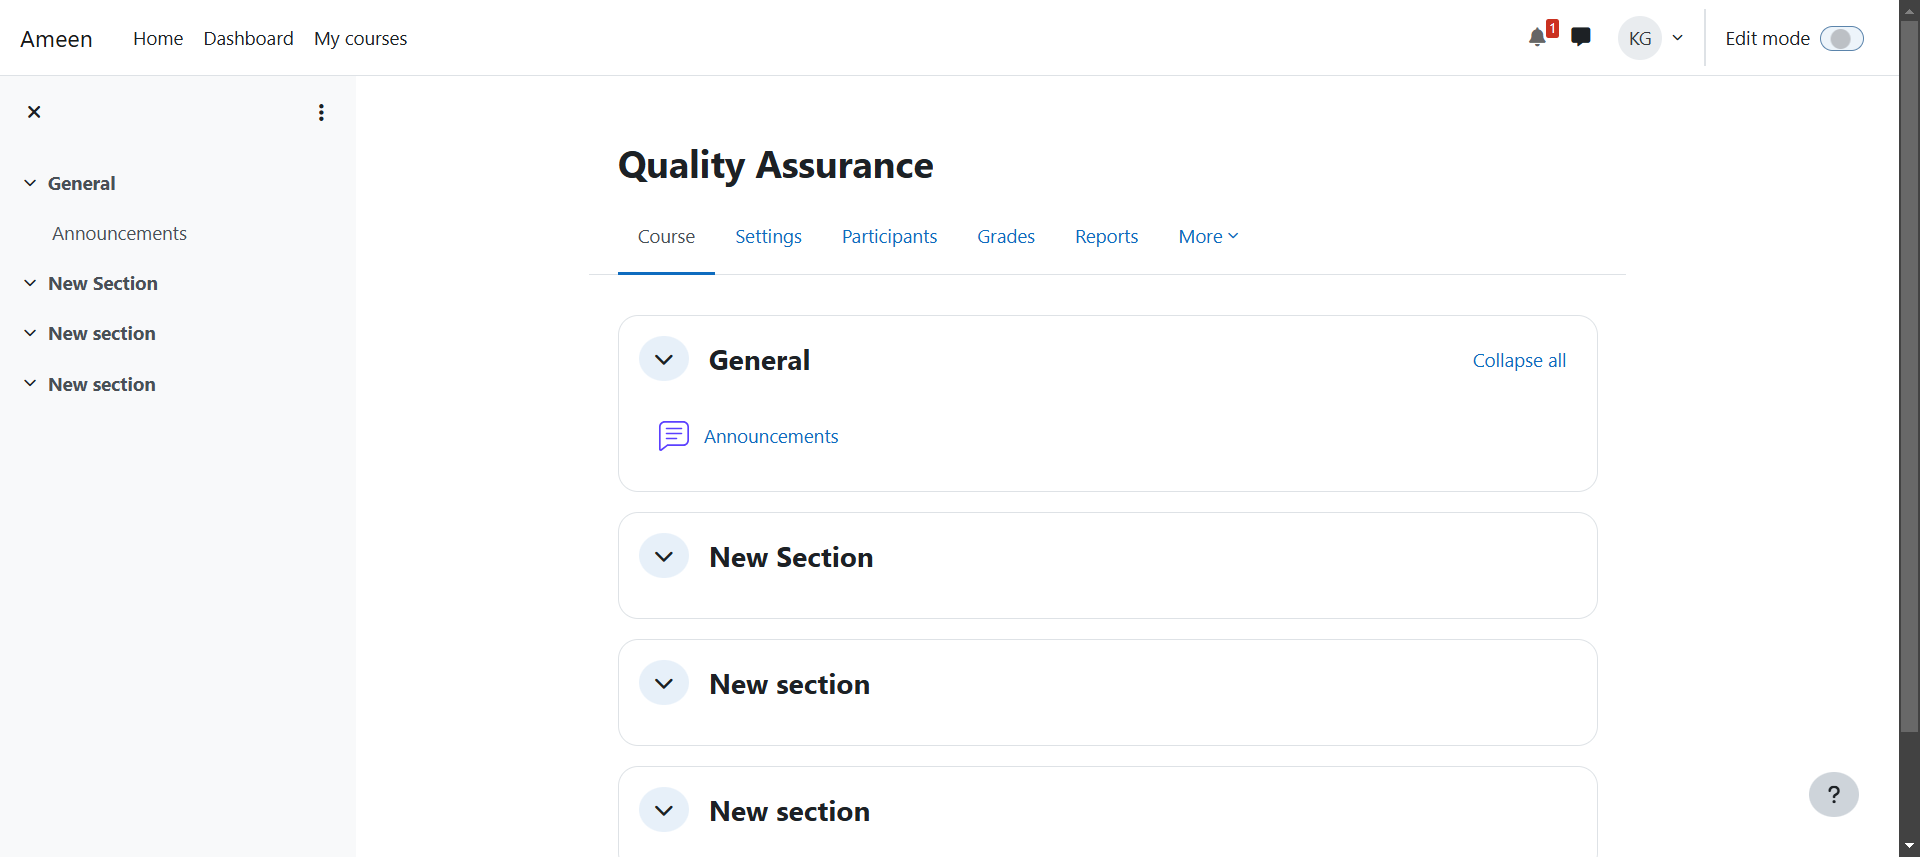 Ameen Home Dashboard My courses 1 KG Edit mode
General
Announcements
New Section
New section
New section
Quality Assurance
Course Settings Participants Grades Reports More
General Collapse all
Announcements
New Section
New section
New section
?